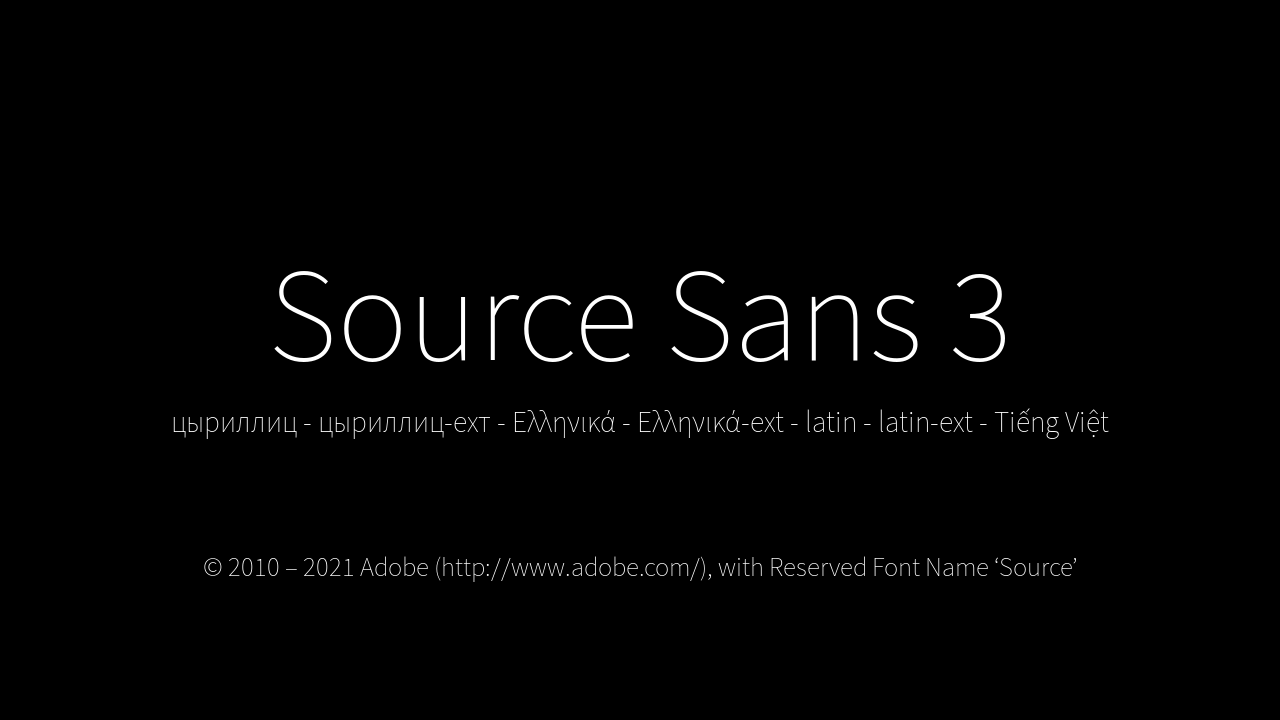 Source Sans 3
цыриллиц - цыриллиц-ехт - Ελληνικά - Ελληνικά-ext - latin - latin-ext - Tiếng Việt
© 2010 – 2021 Adobe (http://www.adobe.com/), with Reserved Font Name ‘Source’